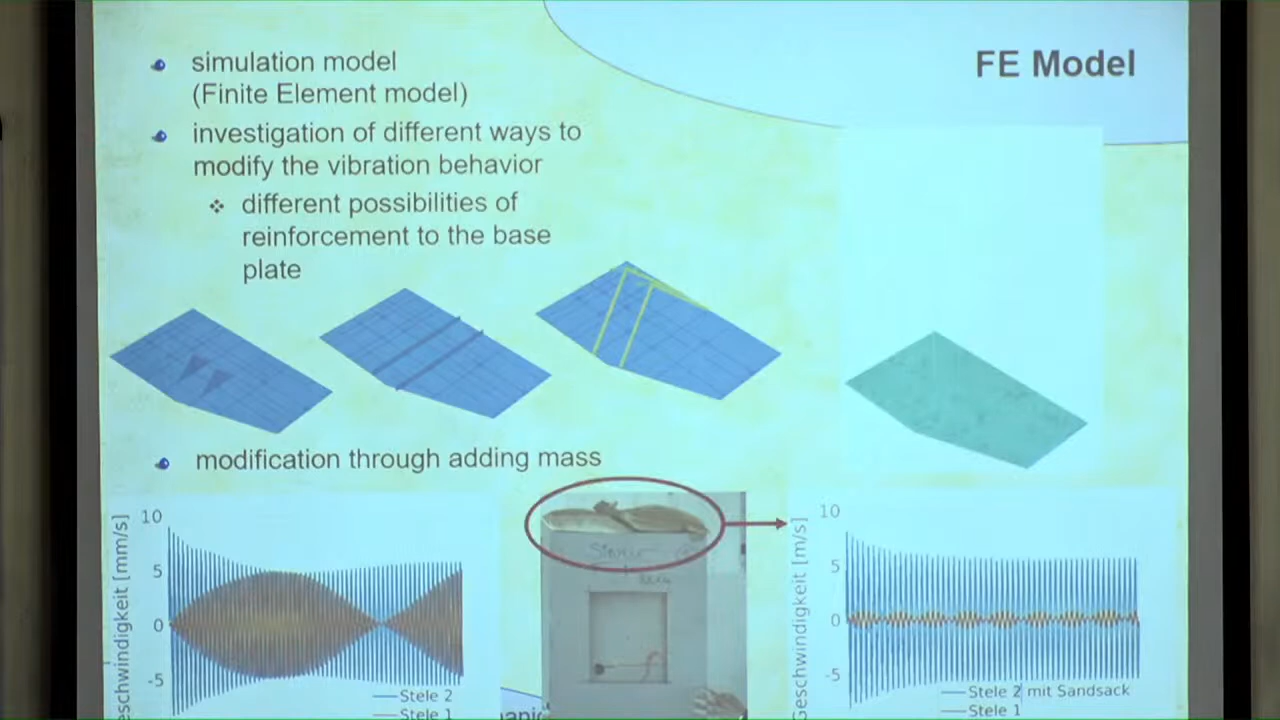 FE Model
simulation model
(Finite Element model)
investigation of different ways to
modify the vibration behavior
different possibilities of
reinforcement to the base
plate
modification through adding mass
10
5
0
-5
eschwindigkeit [mm/s]
Stele 2
Stele 1
10
5
0
-5
Geschwindigkeit [m/s]
Stele 2 mit Sandsack
Stele 1